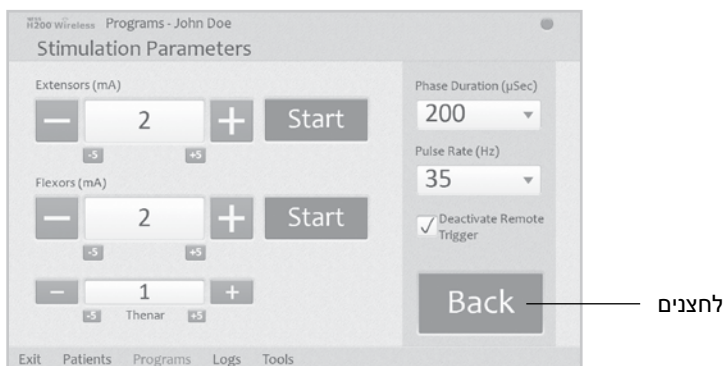 NESS H200 Wireless Programs - John Doe
Stimulation Parameters
Extensors (mA)
2
Start
-5 +5
Flexors (mA)
2
Start
-5 +5
1
-5 Thenar +5
Phase Duration (µSec)
200
Pulse Rate (Hz)
35
Deactivate Remote
Trigger
Back
לחצנים
Exit Patients Programs Logs Tools